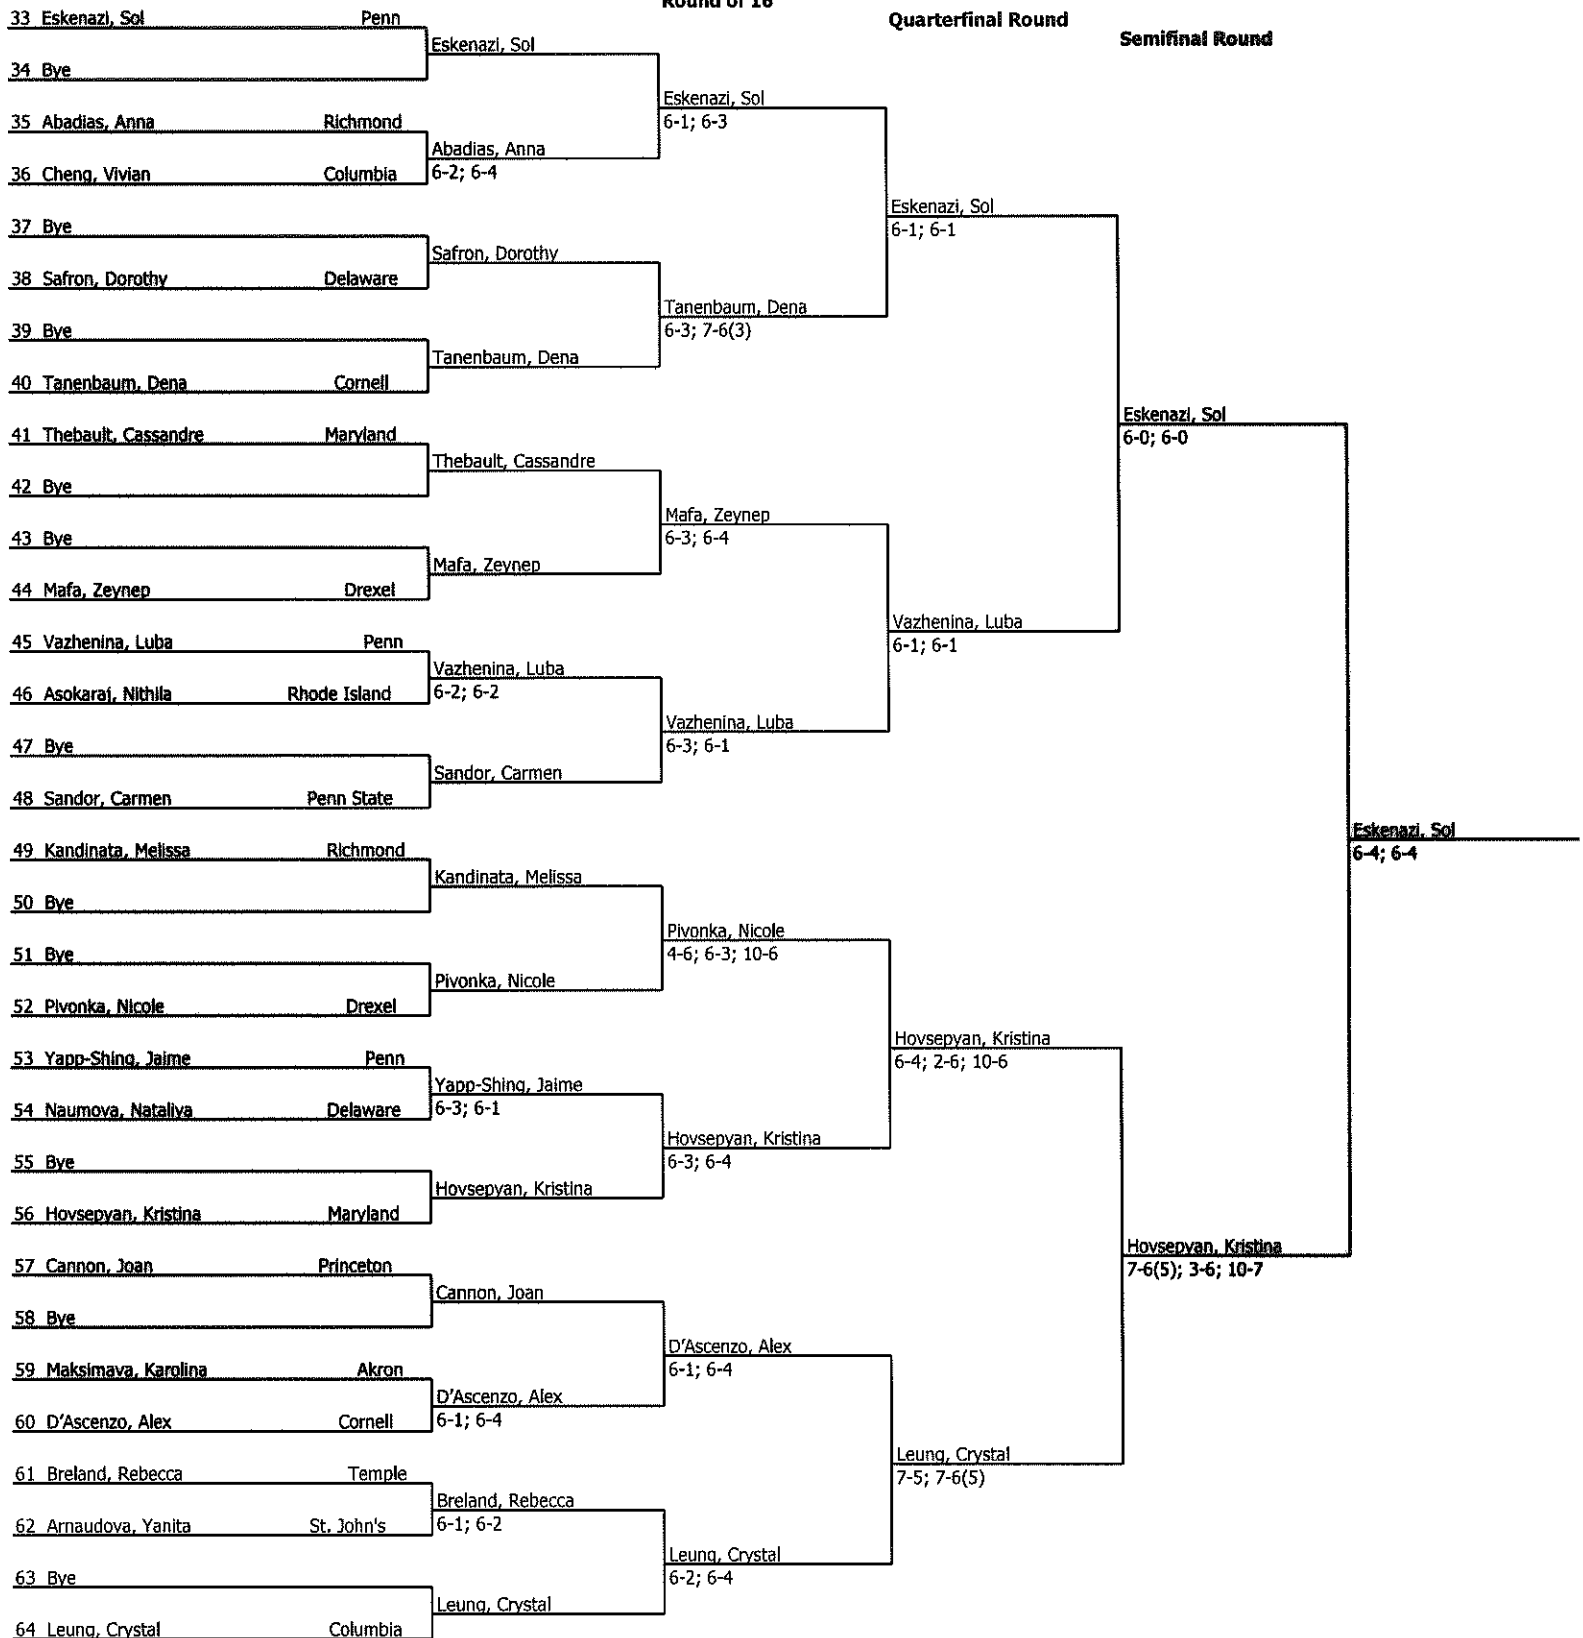 Round of 16
Quarterfinal Round
Semifinal Round
33 Eskenazi, Sol Penn
Eskenazi, Sol
34 Bye
Eskenazi, Sol
6-1; 6-3
35 Abadias, Anna Richmond
Abadias, Anna
6-2; 6-4
36 Cheng, Vivian Columbia
Eskenazi, Sol
6-1; 6-1
37 Bye
Safron, Dorothy
38 Safron, Dorothy Delaware
Tanenbaum, Dena
6-3; 7-6(3)
39 Bye
Tanenbaum, Dena
40 Tanenbaum, Dena Cornell
Eskenazi, Sol
6-0; 6-0
41 Thebault, Cassandre Maryland
Thebault, Cassandre
42 Bye
Mafa, Zeynep
6-3; 6-4
43 Bye
Mafa, Zeynep
44 Mafa, Zeynep Drexel
Vazhenina, Luba
6-1; 6-1
45 Vazhenina, Luba Penn
Vazhenina, Luba
6-2; 6-2
46 Asokaraj, Nithila Rhode Island
Vazhenina, Luba
6-3; 6-1
47 Bye
Sandor, Carmen
48 Sandor, Carmen Penn State
Eskenazi, Sol
6-4; 6-4
49 Kandinata, Melissa Richmond
Kandinata, Melissa
50 Bye
Pivonka, Nicole
4-6; 6-3; 10-6
51 Bye
Pivonka, Nicole
52 Pivonka, Nicole Drexel
Hovsepyan, Kristina
6-4; 2-6; 10-6
53 Yapp-Shing, Jaime Penn
Yapp-Shing, Jaime
6-3; 6-1
54 Naumova, Nataliya Delaware
Hovsepyan, Kristina
6-3; 6-4
55 Bye
Hovsepyan, Kristina
56 Hovsepyan, Kristina Maryland
Hovsepyan, Kristina
7-6(5); 3-6; 10-7
57 Cannon, Joan Princeton
Cannon, Joan
58 Bye
D'Ascenzo, Alex
6-1; 6-4
59 Maksimava, Karolina Akron
D'Ascenzo, Alex
6-1; 6-4
60 D'Ascenzo, Alex Cornell
Leung, Crystal
7-5; 7-6(5)
61 Breland, Rebecca Temple
Breland, Rebecca
6-1; 6-2
62 Arnaudova, Yanita St. John's
Leung, Crystal
6-2; 6-4
63 Bye
Leung, Crystal
64 Leung, Crystal Columbia